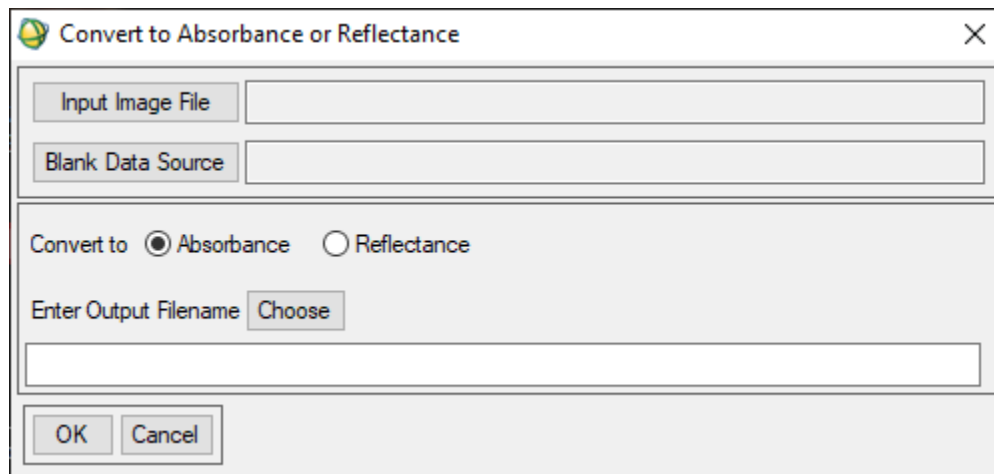 Convert to Absorbance or Reflectance
Input Image File
Blank Data Source
Convert to Absorbance Reflectance
Enter Output Filename Choose
OK Cancel